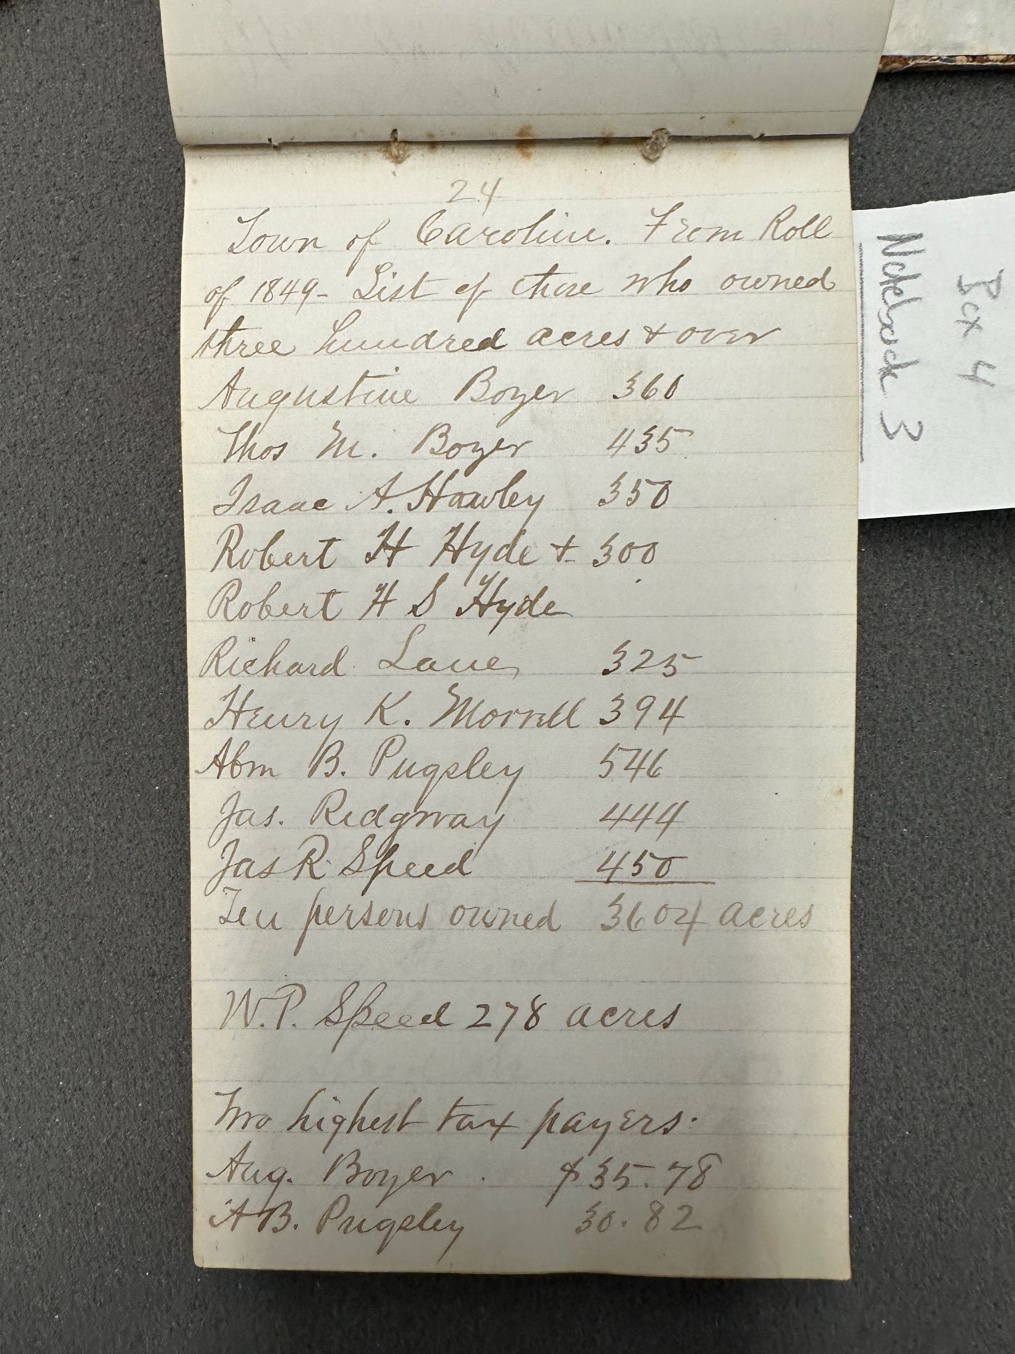 24
Town of Caroline. From Roll
of 1849- List of those who owned
three hundred acres & over
Augustine Boyer 360
Thos M. Boyer 435
Isaac A. Hawley 350
Robert H Hyde + 300
Robert H S Hyde
Richard Lane, 325
Henry K. Morrell 394
Abm B. Pugsley 546
Jas. Ridgway 444
Jas R. Speed 450
Ten persons owned 3604 acres
W.P. Speed 278 acres
Two highest tax payers.
Aug. Boyer. $35.78
A B. Pugsley 30.82
Box 4
Notebook 3